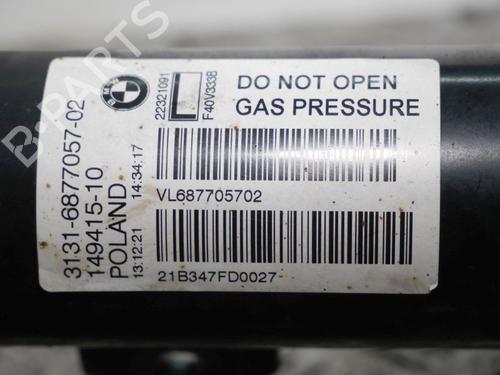 3131-6877057-02
149415-10
POLAND
13:12:21 14:34:17
BMW
22321091
F40V333B
DO NOT OPEN
GAS PRESSURE
VL687705702
21B347FD0027
B-PARTS